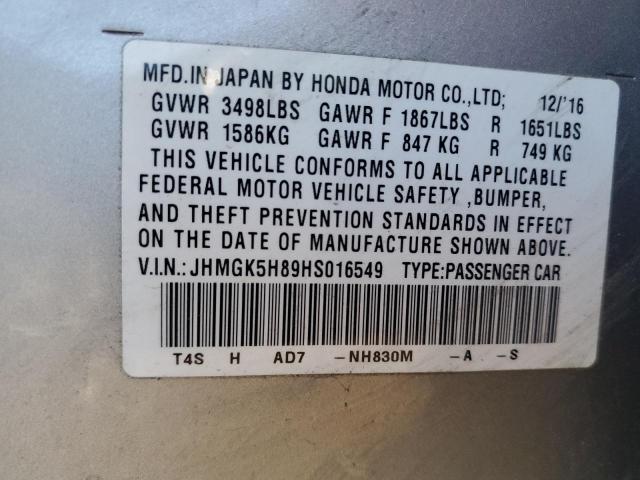 MFD.IN JAPAN BY HONDA MOTOR CO.,LTD; 12/'16
GVWR 3498LBS GAWR F 1867LBS R 1651LBS
GVWR 1586KG GAWR F 847 KG R 749 KG
THIS VEHICLE CONFORMS TO ALL APPLICABLE
FEDERAL MOTOR VEHICLE SAFETY ,BUMPER,
AND THEFT PREVENTION STANDARDS IN EFFECT
ON THE DATE OF MANUFACTURE SHOWN ABOVE.
V.I.N.: JHMGK5H89HS016549 TYPE:PASSENGER CAR
T4S H AD7 -NH830M -A -S